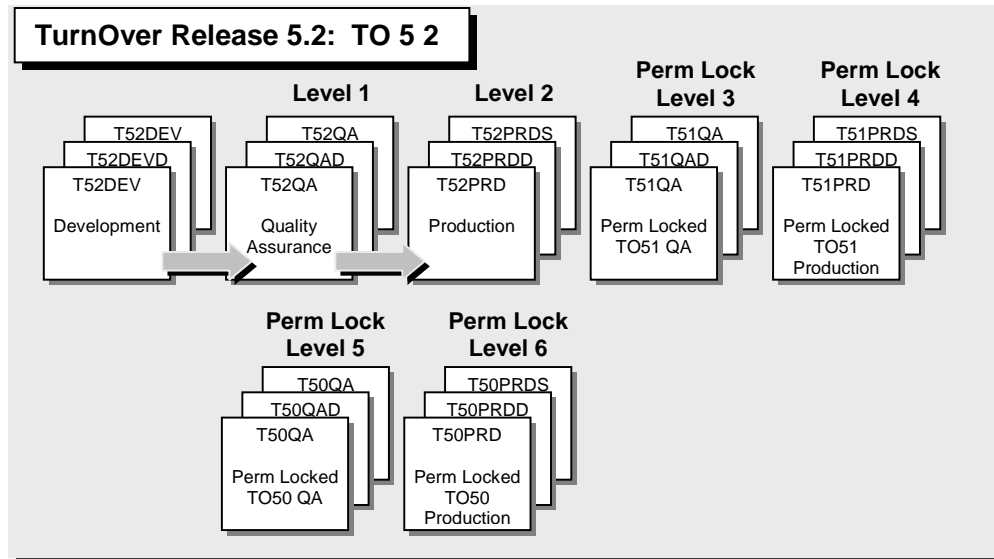 TurnOver Release 5.2: TO 5 2
Level 1
Level 2
Perm Lock
Level 3
Perm Lock
Level 4
T52DEV
T52DEVD
T52DEV
Development
T52QA
T52QAD
T52QA
Quality
Assurance
T52PRDS
T52PRDD
T52PRD
Production
T51QA
T51QAD
T51QA
Perm Locked
TO51 QA
T51PRDS
T51PRDD
T51PRD
Perm Locked
TO51
Production
Perm Lock
Level 5
Perm Lock
Level 6
T50QA
T50QAD
T50QA
Perm Locked
TO50 QA
T50PRDS
T50PRDD
T50PRD
Perm Locked
TO50
Production